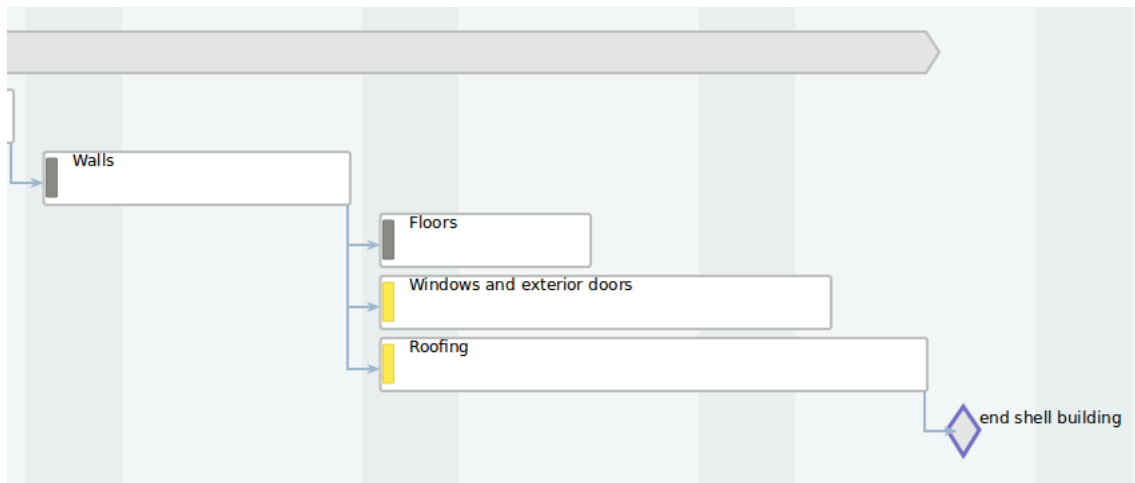 Walls
Floors
Windows and exterior doors
Roofing
end shell building